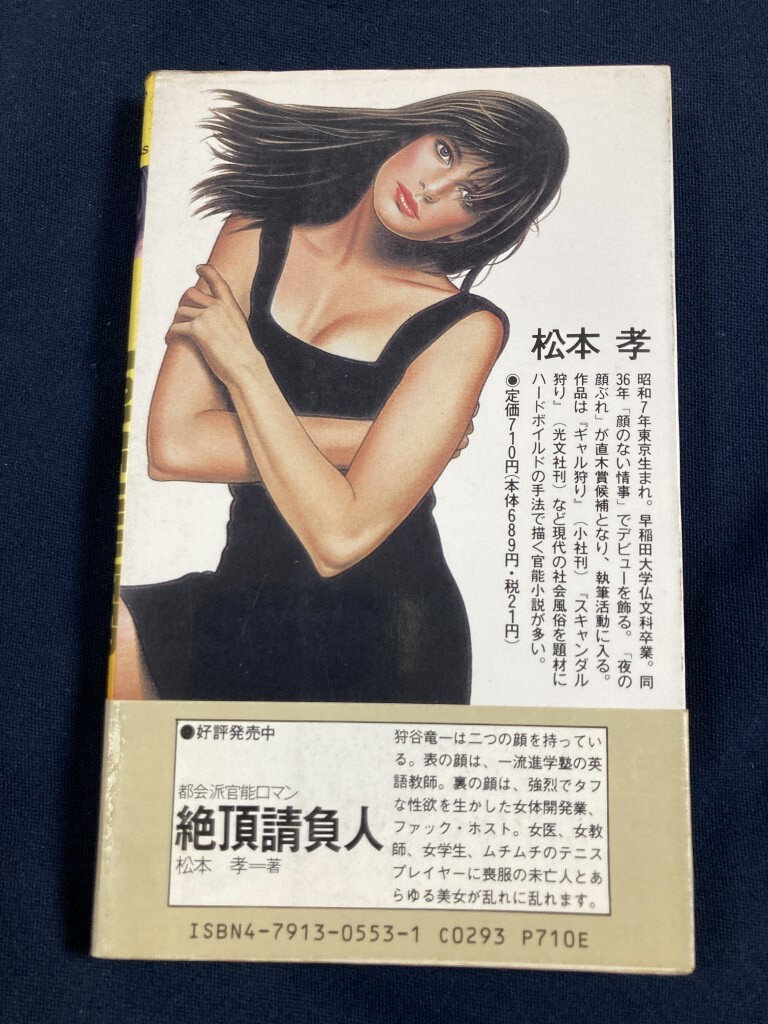 松本 孝
昭和7年東京生まれ。早稲田大学仏文科卒業。同
36年「顔のない情事」でデビューを飾る。「夜の
顔ぶれ」が直木賞候補となり、執筆活動に入る。
作品は『ギャル狩り』（小社刊）『スキャンダル
狩り』（光文社刊）など現代の社会風俗を題材に
ハードボイルドの手法で描く官能小説が多い。
●定価710円（本体689円・税21円）
●好評発売中
都会派官能ロマン
絶頂請負人
松本 孝＝著
狩谷竜一は二つの顔を持ってい
る。表の顔は、一流進学塾の英
語教師。裏の顔は、強烈でタフ
な性欲を生かした女体開発業、
ファック・ホスト。女医、女教
師、女学生、ムチムチのテニス
プレイヤーに喪服の未亡人とあ
らゆる美女が乱れに乱れます。
ISBN4-7913-0553-1 C0293 P710E